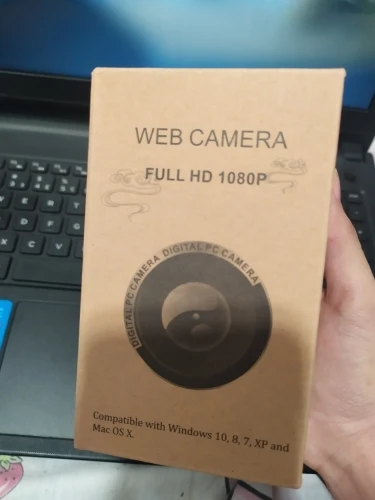 WEB CAMERA
FULL HD 1080P
DIGITAL PC CAMERA DIGITAL PC CAMERA
Compatible with Windows 10, 8, 7, XP and
Mac OS X.